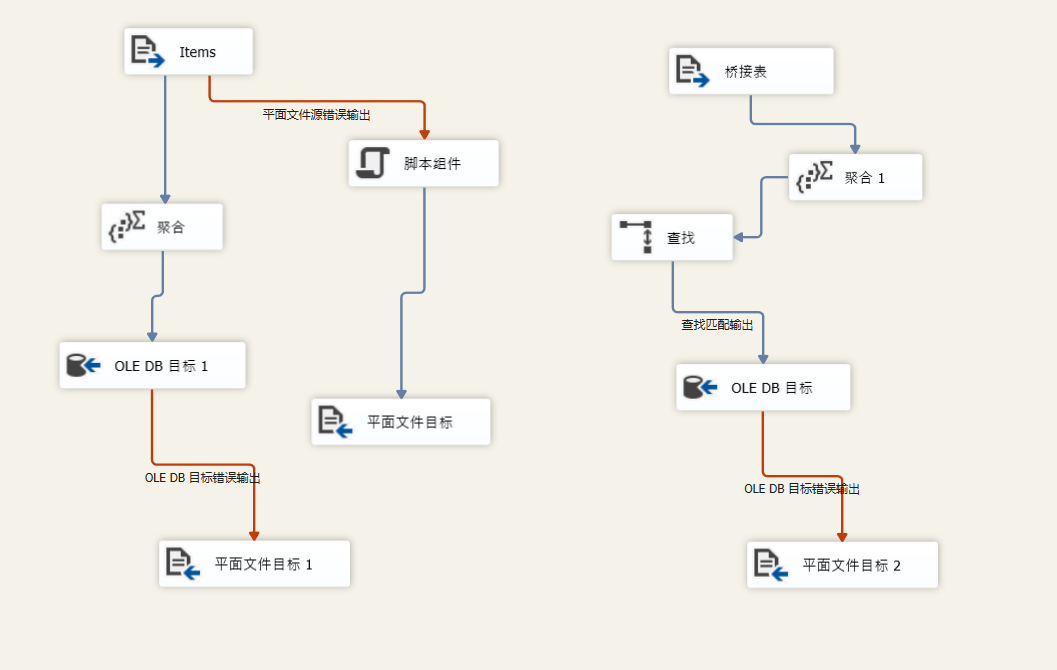 Items
平面文件源错误输出
脚本组件
聚合
OLE DB 目标 1
平面文件目标
OLE DB 目标错误输出
平面文件目标 1
桥接表
聚合 1
查找
查找匹配输出
OLE DB 目标
OLE DB 目标错误输出
平面文件目标 2